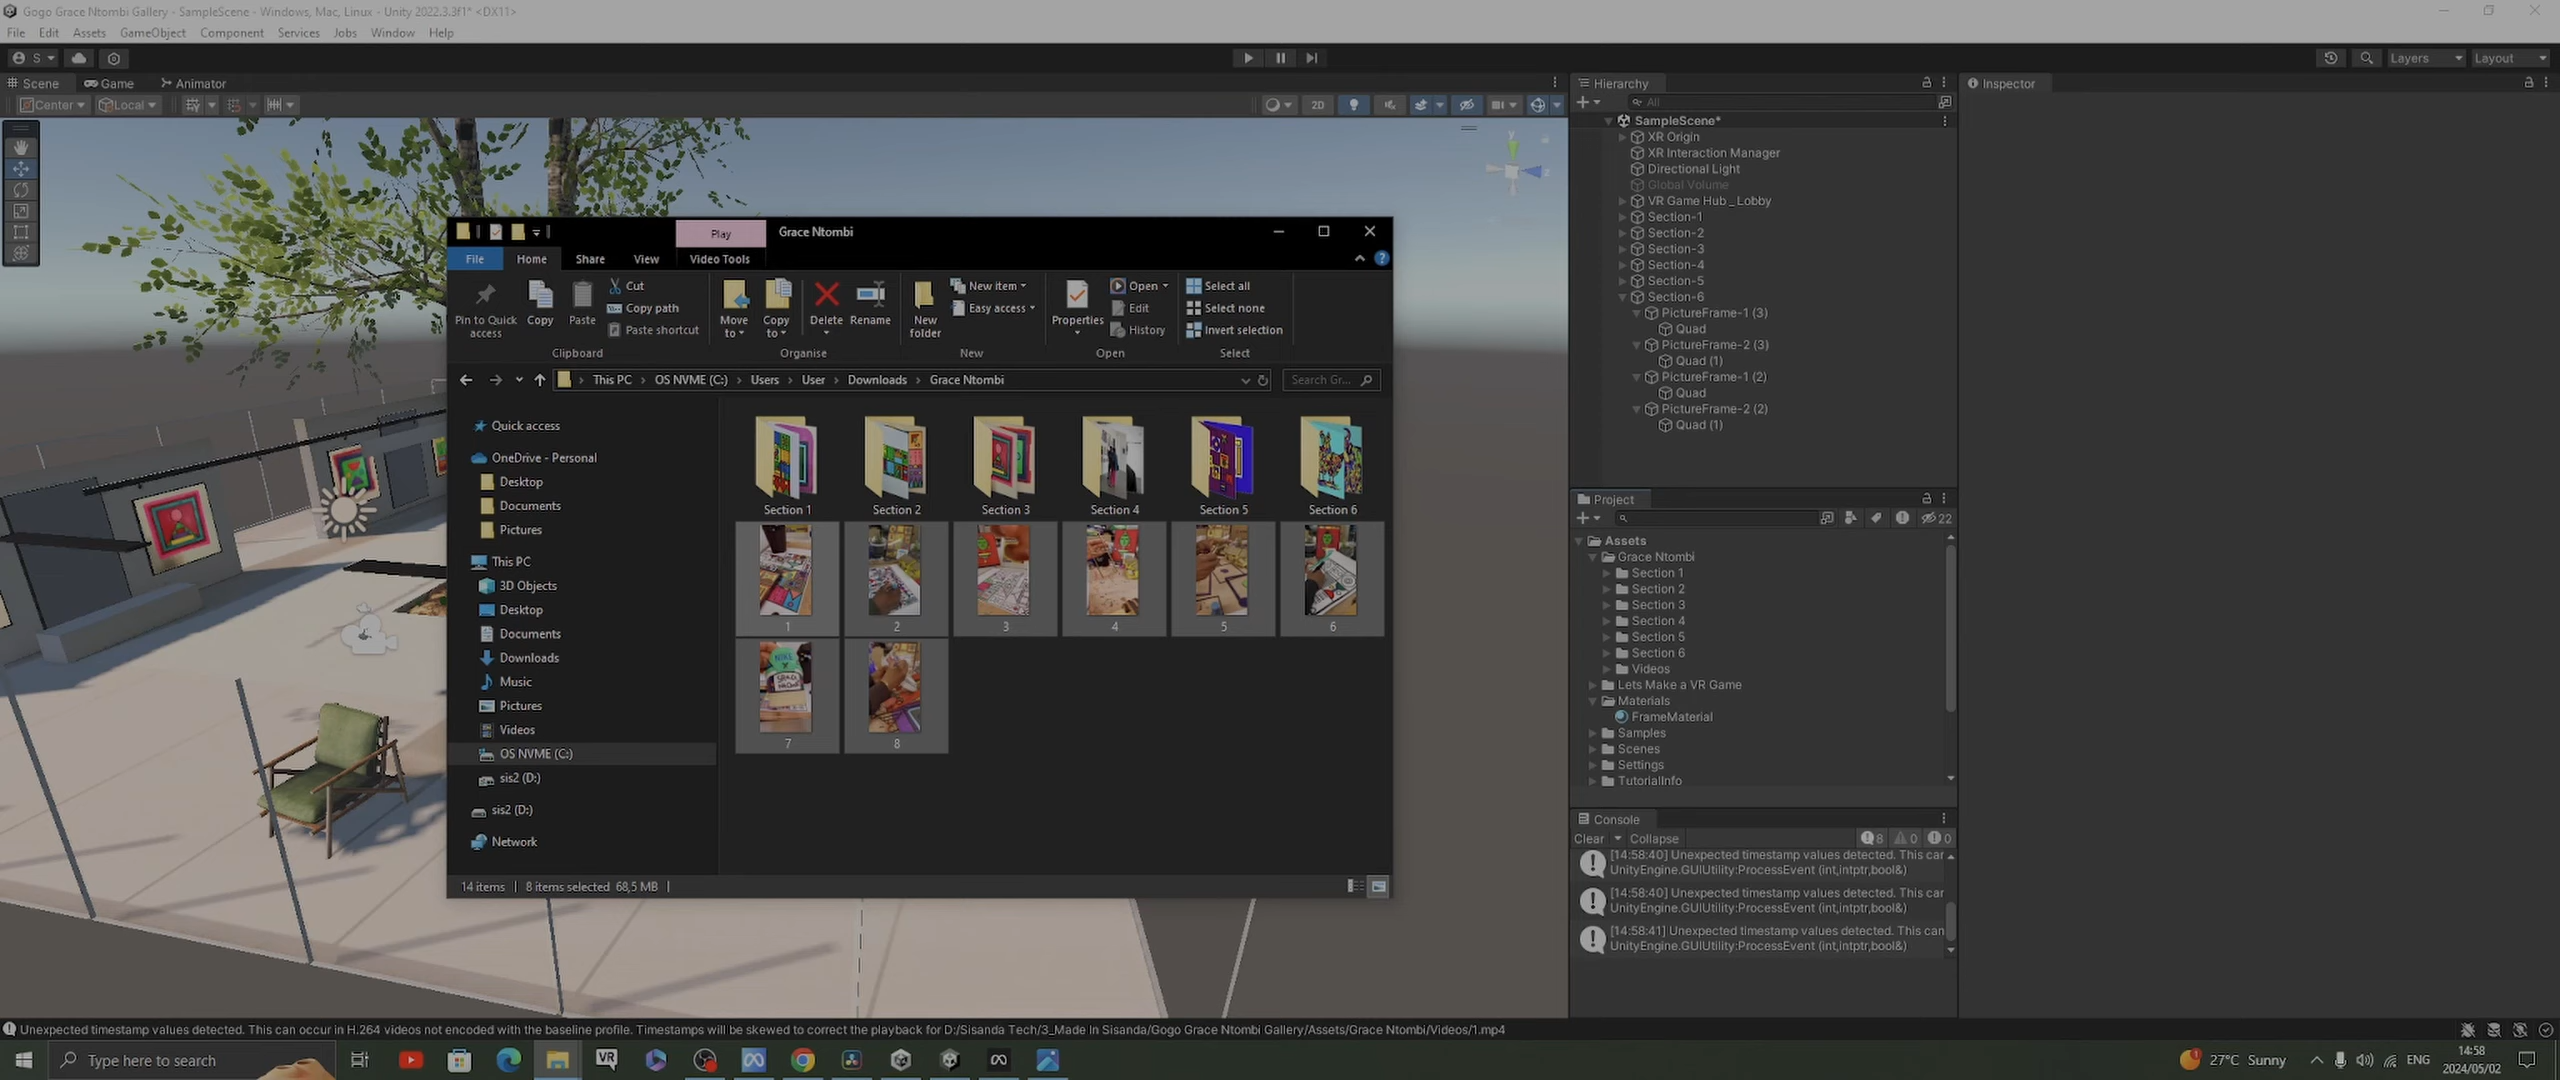 Gogo Grace Ntombi Gallery - SampleScene - Windows, Mac, Linux - Unity 2022.3.3f1* <DX11>
File Edit Assets GameObject Component Services Jobs Window Help
S Layers Layout
Scene Game Animator
Center Local 2D
Hierarchy
All
SampleScene*
XR Origin
XR Interaction Manager
Directional Light
Global Volume
VR Game Hub _ Lobby
Section-1
Section-2
Section-3
Section-4
Section-5
Section-6
PictureFrame-1 (3)
Quad
PictureFrame-2 (3)
Quad (1)
PictureFrame-1 (2)
Quad
PictureFrame-2 (2)
Quad (1)
Inspector
Play Grace Ntombi
File Home Share View Video Tools
Pin to Quick access
Copy
Paste
Cut
Copy path
Paste shortcut
Move to
Copy to
Delete
Rename
New folder
New item
Easy access
Properties
Open
Edit
History
Select all
Select none
Invert selection
Clipboard Organise New Open Select
This PC OS NVME (C:) Users User Downloads Grace Ntombi
Search Gr...
Quick access
OneDrive - Personal
Desktop
Documents
Pictures
This PC
3D Objects
Desktop
Documents
Downloads
Music
Pictures
Videos
OS NVME (C:)
sis2 (D:)
sis2 (D:)
Network
Section 1 Section 2 Section 3 Section 4 Section 5 Section 6
1 2 3 4 5 6
7 8
14 items 8 items selected 68,5 MB
Project
22
Assets
Grace Ntombi
Section 1
Section 2
Section 3
Section 4
Section 5
Section 6
Videos
Lets Make a VR Game
Materials
FrameMaterial
Samples
Scenes
Settings
TutorialInfo
Console
Clear Collapse 8 0 0
[14:58:40] Unexpected timestamp values detected. This can
UnityEngine.GUIUtility:ProcessEvent (int,intptr,bool&)
[14:58:40] Unexpected timestamp values detected. This can
UnityEngine.GUIUtility:ProcessEvent (int,intptr,bool&)
[14:58:41] Unexpected timestamp values detected. This can
UnityEngine.GUIUtility:ProcessEvent (int,intptr,bool&)
Unexpected timestamp values detected. This can occur in H.264 videos not encoded with the baseline profile. Timestamps will be skewed to correct the playback for D:/Sisanda Tech/3_Made In Sisanda/Gogo Grace Ntombi Gallery/Assets/Grace Ntombi/Videos/1.mp4
Type here to search
VR
27°C Sunny
ENG
14:58
2024/05/02